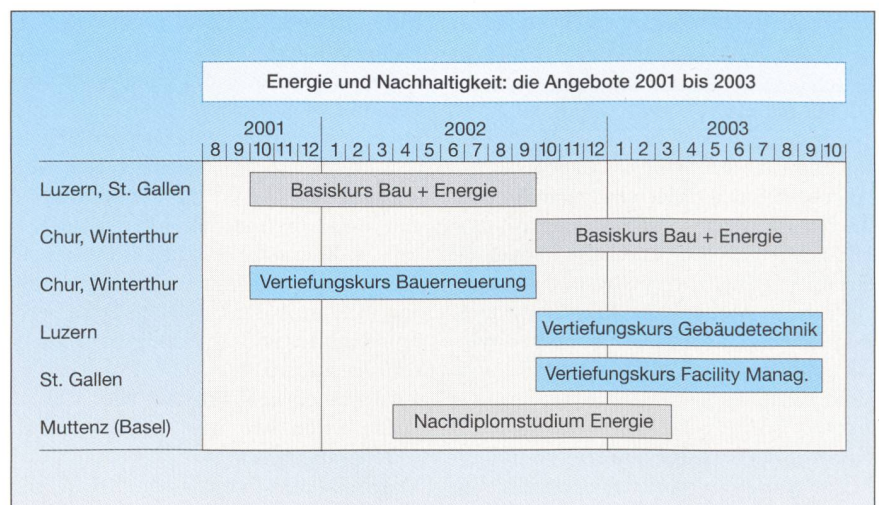 Energie und Nachhaltigkeit: die Angebote 2001 bis 2003
2001 2002 2003
| 8 | 9 |10|11|12| 1 | 2 | 3 | 4 | 5 | 6 | 7 | 8 | 9 |10|11|12| 1 | 2 | 3 | 4 | 5 | 6 | 7 | 8 | 9 |10|
Luzern, St. Gallen Basiskurs Bau + Energie
Chur, Winterthur Basiskurs Bau + Energie
Chur, Winterthur Vertiefungskurs Bauerneuerung
Luzern Vertiefungskurs Gebäudetechnik
St. Gallen Vertiefungskurs Facility Manag.
Muttenz (Basel) Nachdiplomstudium Energie